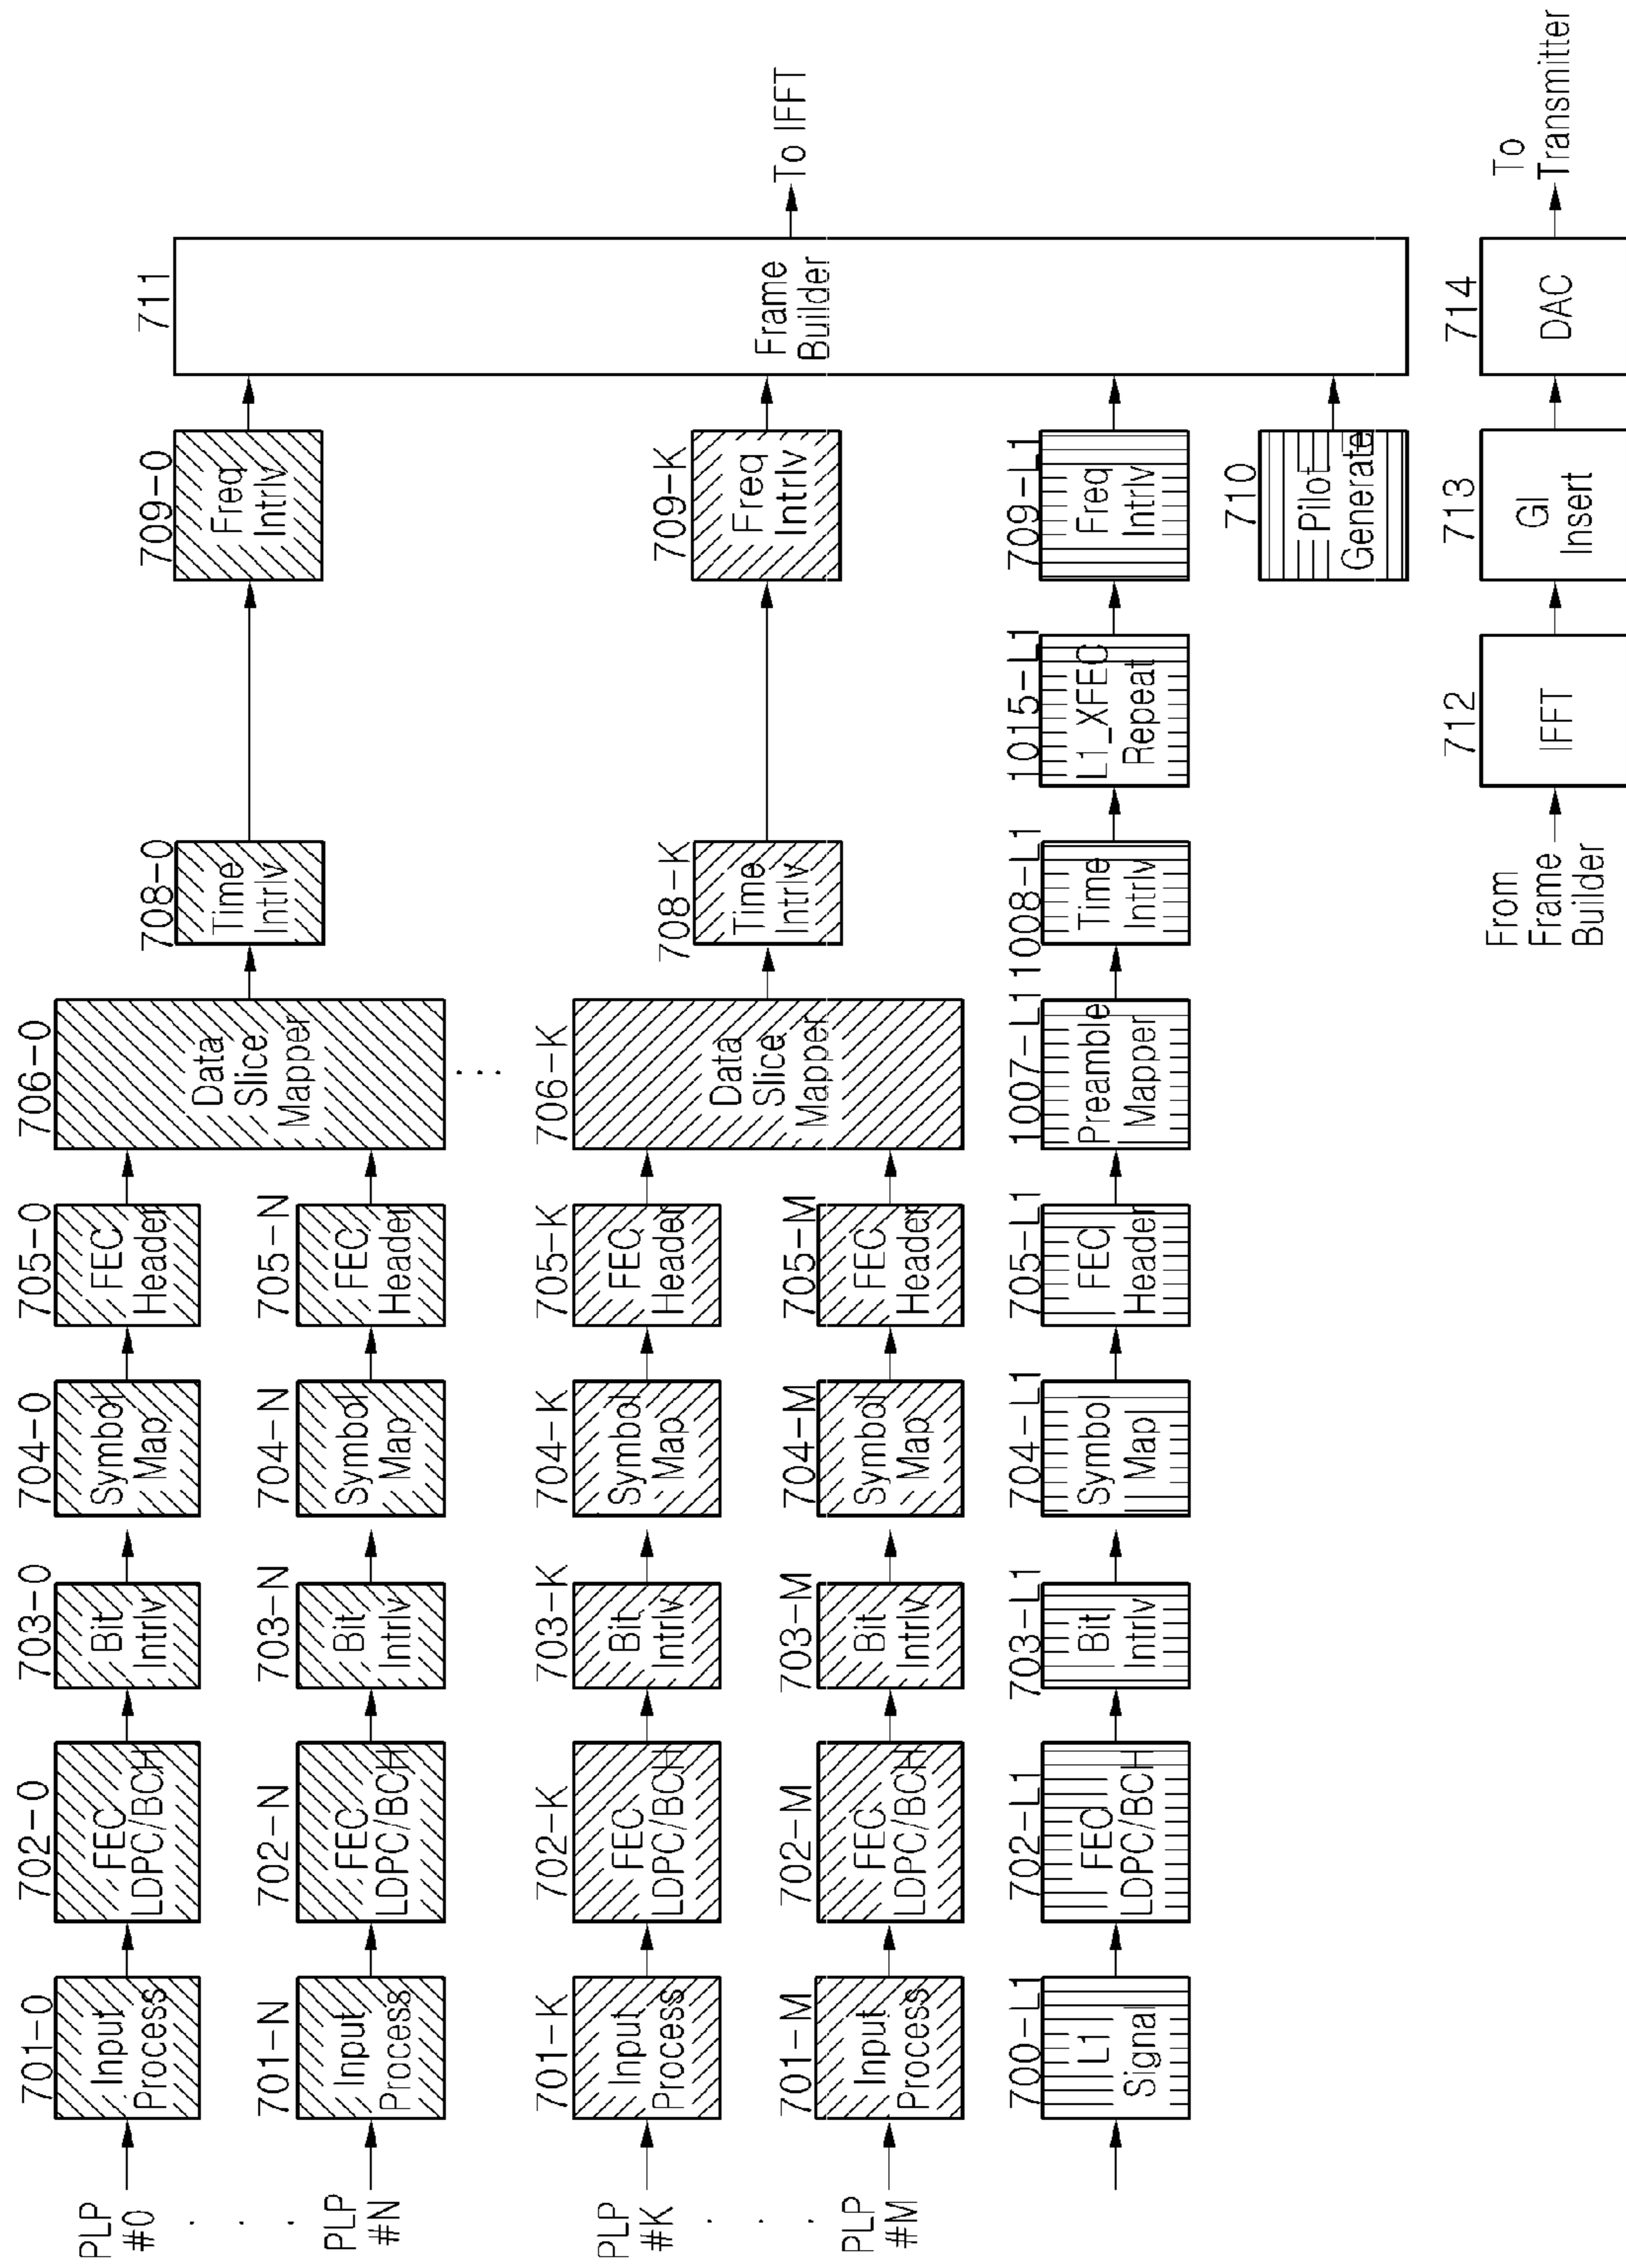 PLP
#0
701-0
Input
Process
702-0
FEC
LDPC/BCH
703-0
Bit
Intrlv
704-0
Symbol
Map
705-0
FEC
Header
706-0
Data
Slice
Mapper
708-0
Time
Intrlv
709-0
Freq
Intrlv
711
Frame
Builder
To IFFT
PLP
#N
701-N
Input
Process
702-N
FEC
LDPC/BCH
703-N
Bit
Intrlv
704-N
Symbol
Map
705-N
FEC
Header
PLP
#K
701-K
Input
Process
702-K
FEC
LDPC/BCH
703-K
Bit
Intrlv
704-K
Symbol
Map
705-K
FEC
Header
706-K
Data
Slice
Mapper
708-K
Time
Intrlv
709-K
Freq
Intrlv
PLP
#M
701-M
Input
Process
702-M
FEC
LDPC/BCH
703-M
Bit
Intrlv
704-M
Symbol
Map
705-M
FEC
Header
700-L1
L1
Signal
702-L1
FEC
LDPC/BCH
703-L1
Bit
Intrlv
704-L1
Symbol
Map
705-L1
FEC
Header
1007-L1
Preamble
Mapper
1008-L1
Time
Intrlv
1015-L1
L1_XFEC
Repeat
709-L1
Freq
Intrlv
710
Pilot
Generate
From
Frame
Builder
712
IFFT
713
GI
Insert
714
DAC
To
Transmitter